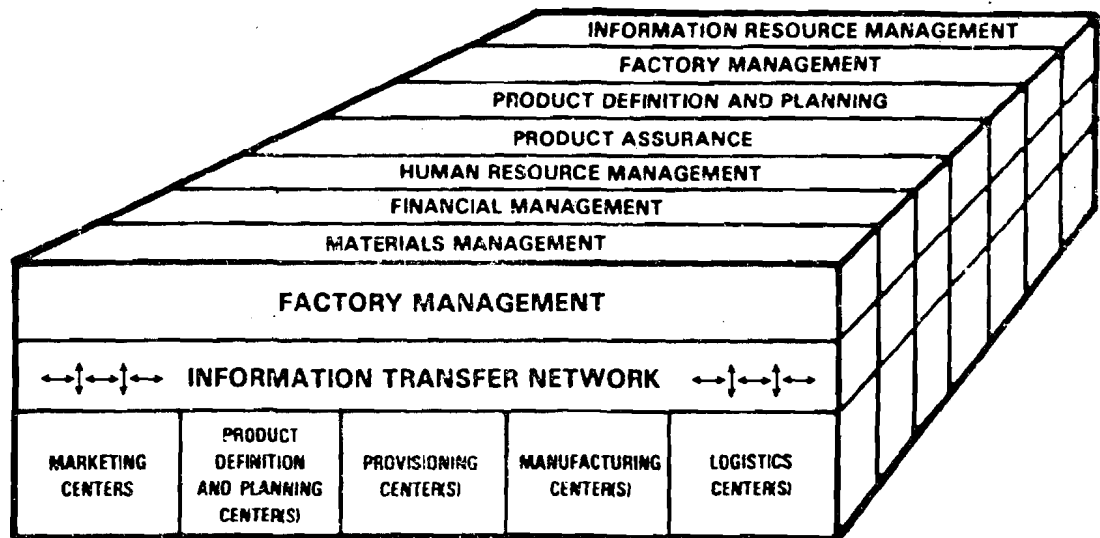 INFORMATION RESOURCE MANAGEMENT
FACTORY MANAGEMENT
PRODUCT DEFINITION AND PLANNING
PRODUCT ASSURANCE
HUMAN RESOURCE MANAGEMENT
FINANCIAL MANAGEMENT
MATERIALS MANAGEMENT
FACTORY MANAGEMENT
INFORMATION TRANSFER NETWORK
MARKETING
CENTERS
PRODUCT
DEFINITION
AND PLANNING
CENTER(S)
PROVISIONING
CENTER(S)
MANUFACTURING
CENTER(S)
LOGISTICS
CENTER(S)